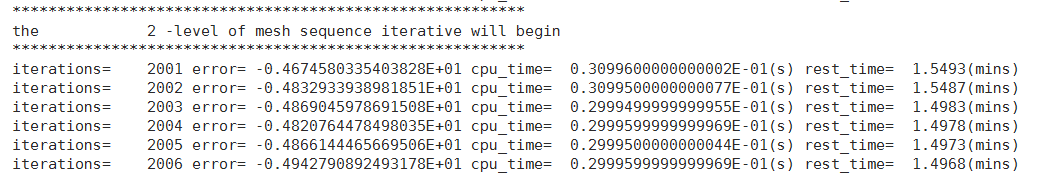 *********************************************************
the            2 -level of mesh sequence iterative will begin
*********************************************************
iterations=    2001 error= -0.4674580335403828E+01 cpu_time=  0.3099600000000002E-01(s) rest_time=  1.5493(mins)
iterations=    2002 error= -0.4832933938981851E+01 cpu_time=  0.3099500000000077E-01(s) rest_time=  1.5487(mins)
iterations=    2003 error= -0.4869045978691508E+01 cpu_time=  0.2999499999999955E-01(s) rest_time=  1.4983(mins)
iterations=    2004 error= -0.4820764478498035E+01 cpu_time=  0.2999599999999969E-01(s) rest_time=  1.4978(mins)
iterations=    2005 error= -0.4866144465669506E+01 cpu_time=  0.2999500000000044E-01(s) rest_time=  1.4973(mins)
iterations=    2006 error= -0.4942790892493178E+01 cpu_time=  0.2999599999999969E-01(s) rest_time=  1.4968(mins)